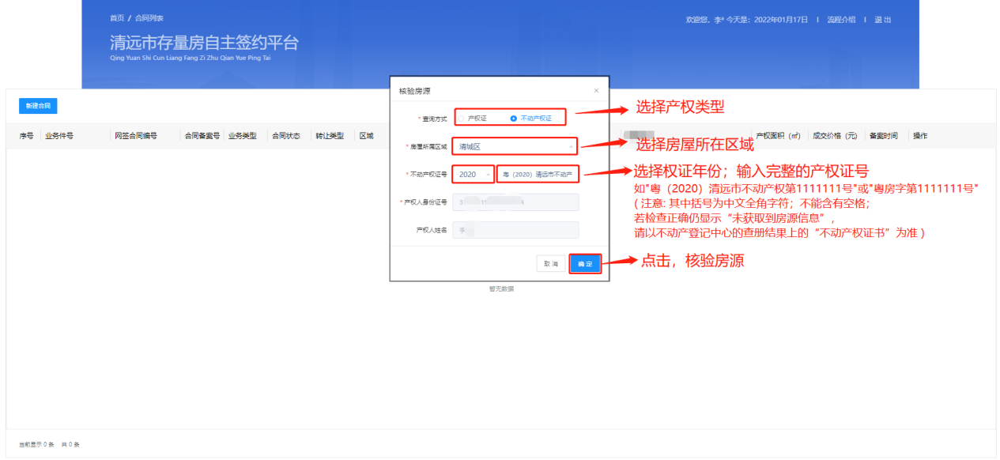 首页 / 合同列表
欢迎您，李* 今天是：2022年01月17日 | 流程介绍 | 退 出
清远市存量房自主签约平台
Qing Yuan Shi Cun Liang Fang Zi Zhu Qian Yue Ping Tai
新建合同
序号 业务件号 网签合同编号 合同备案号 业务类型 合同状态 转让类型 区域 产权面积（㎡） 成交价格（元） 备案时间 操作
核验房源 ×
* 查询方式 产权证 不动产权证
选择产权类型
* 房屋所属区域 清城区
选择房屋所在区域
* 不动产权证号 2020 粤（2020）清远市不动产
选择权证年份；输入完整的产权证号
如"粤（2020）清远市不动产权第1111111号"或"粤房字第1111111号"
( 注意: 其中括号为中文全角字符；不能含有空格；
若检查正确仍显示“未获取到房源信息”，
请以不动产登记中心的查册结果上的“不动产权证书”为准 )
* 产权人身份证号 3 11 4
产权人姓名 李
取 消 确 定
点击，核验房源
暂无数据
当前显示 0 条 共 0 条